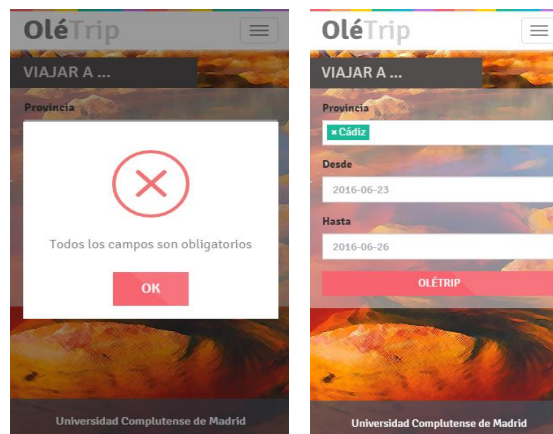 OléTrip
VIAJAR A ...
Provincia
Todos los campos son obligatorios
OK
Universidad Complutense de Madrid
OléTrip
VIAJAR A ...
Provincia
×Cádiz
Desde
2016-06-23
Hasta
2016-06-26
OLÉTRIP
Universidad Complutense de Madrid